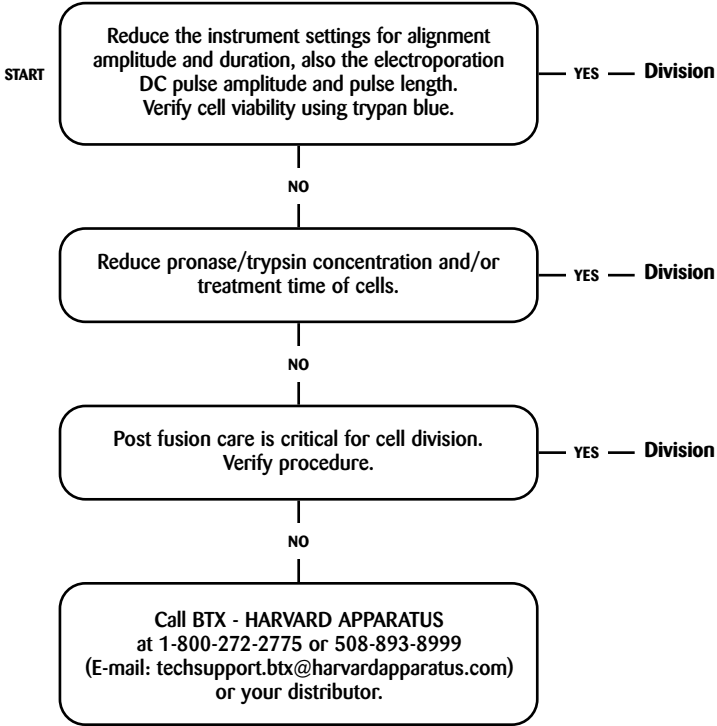 START
Reduce the instrument settings for alignment
amplitude and duration, also the electroporation
DC pulse amplitude and pulse length.
Verify cell viability using trypan blue.
YES
Division
NO
Reduce pronase/trypsin concentration and/or
treatment time of cells.
YES
Division
NO
Post fusion care is critical for cell division.
Verify procedure.
YES
Division
NO
Call BTX - HARVARD APPARATUS
at 1-800-272-2775 or 508-893-8999
(E-mail: techsupport.btx@harvardapparatus.com)
or your distributor.